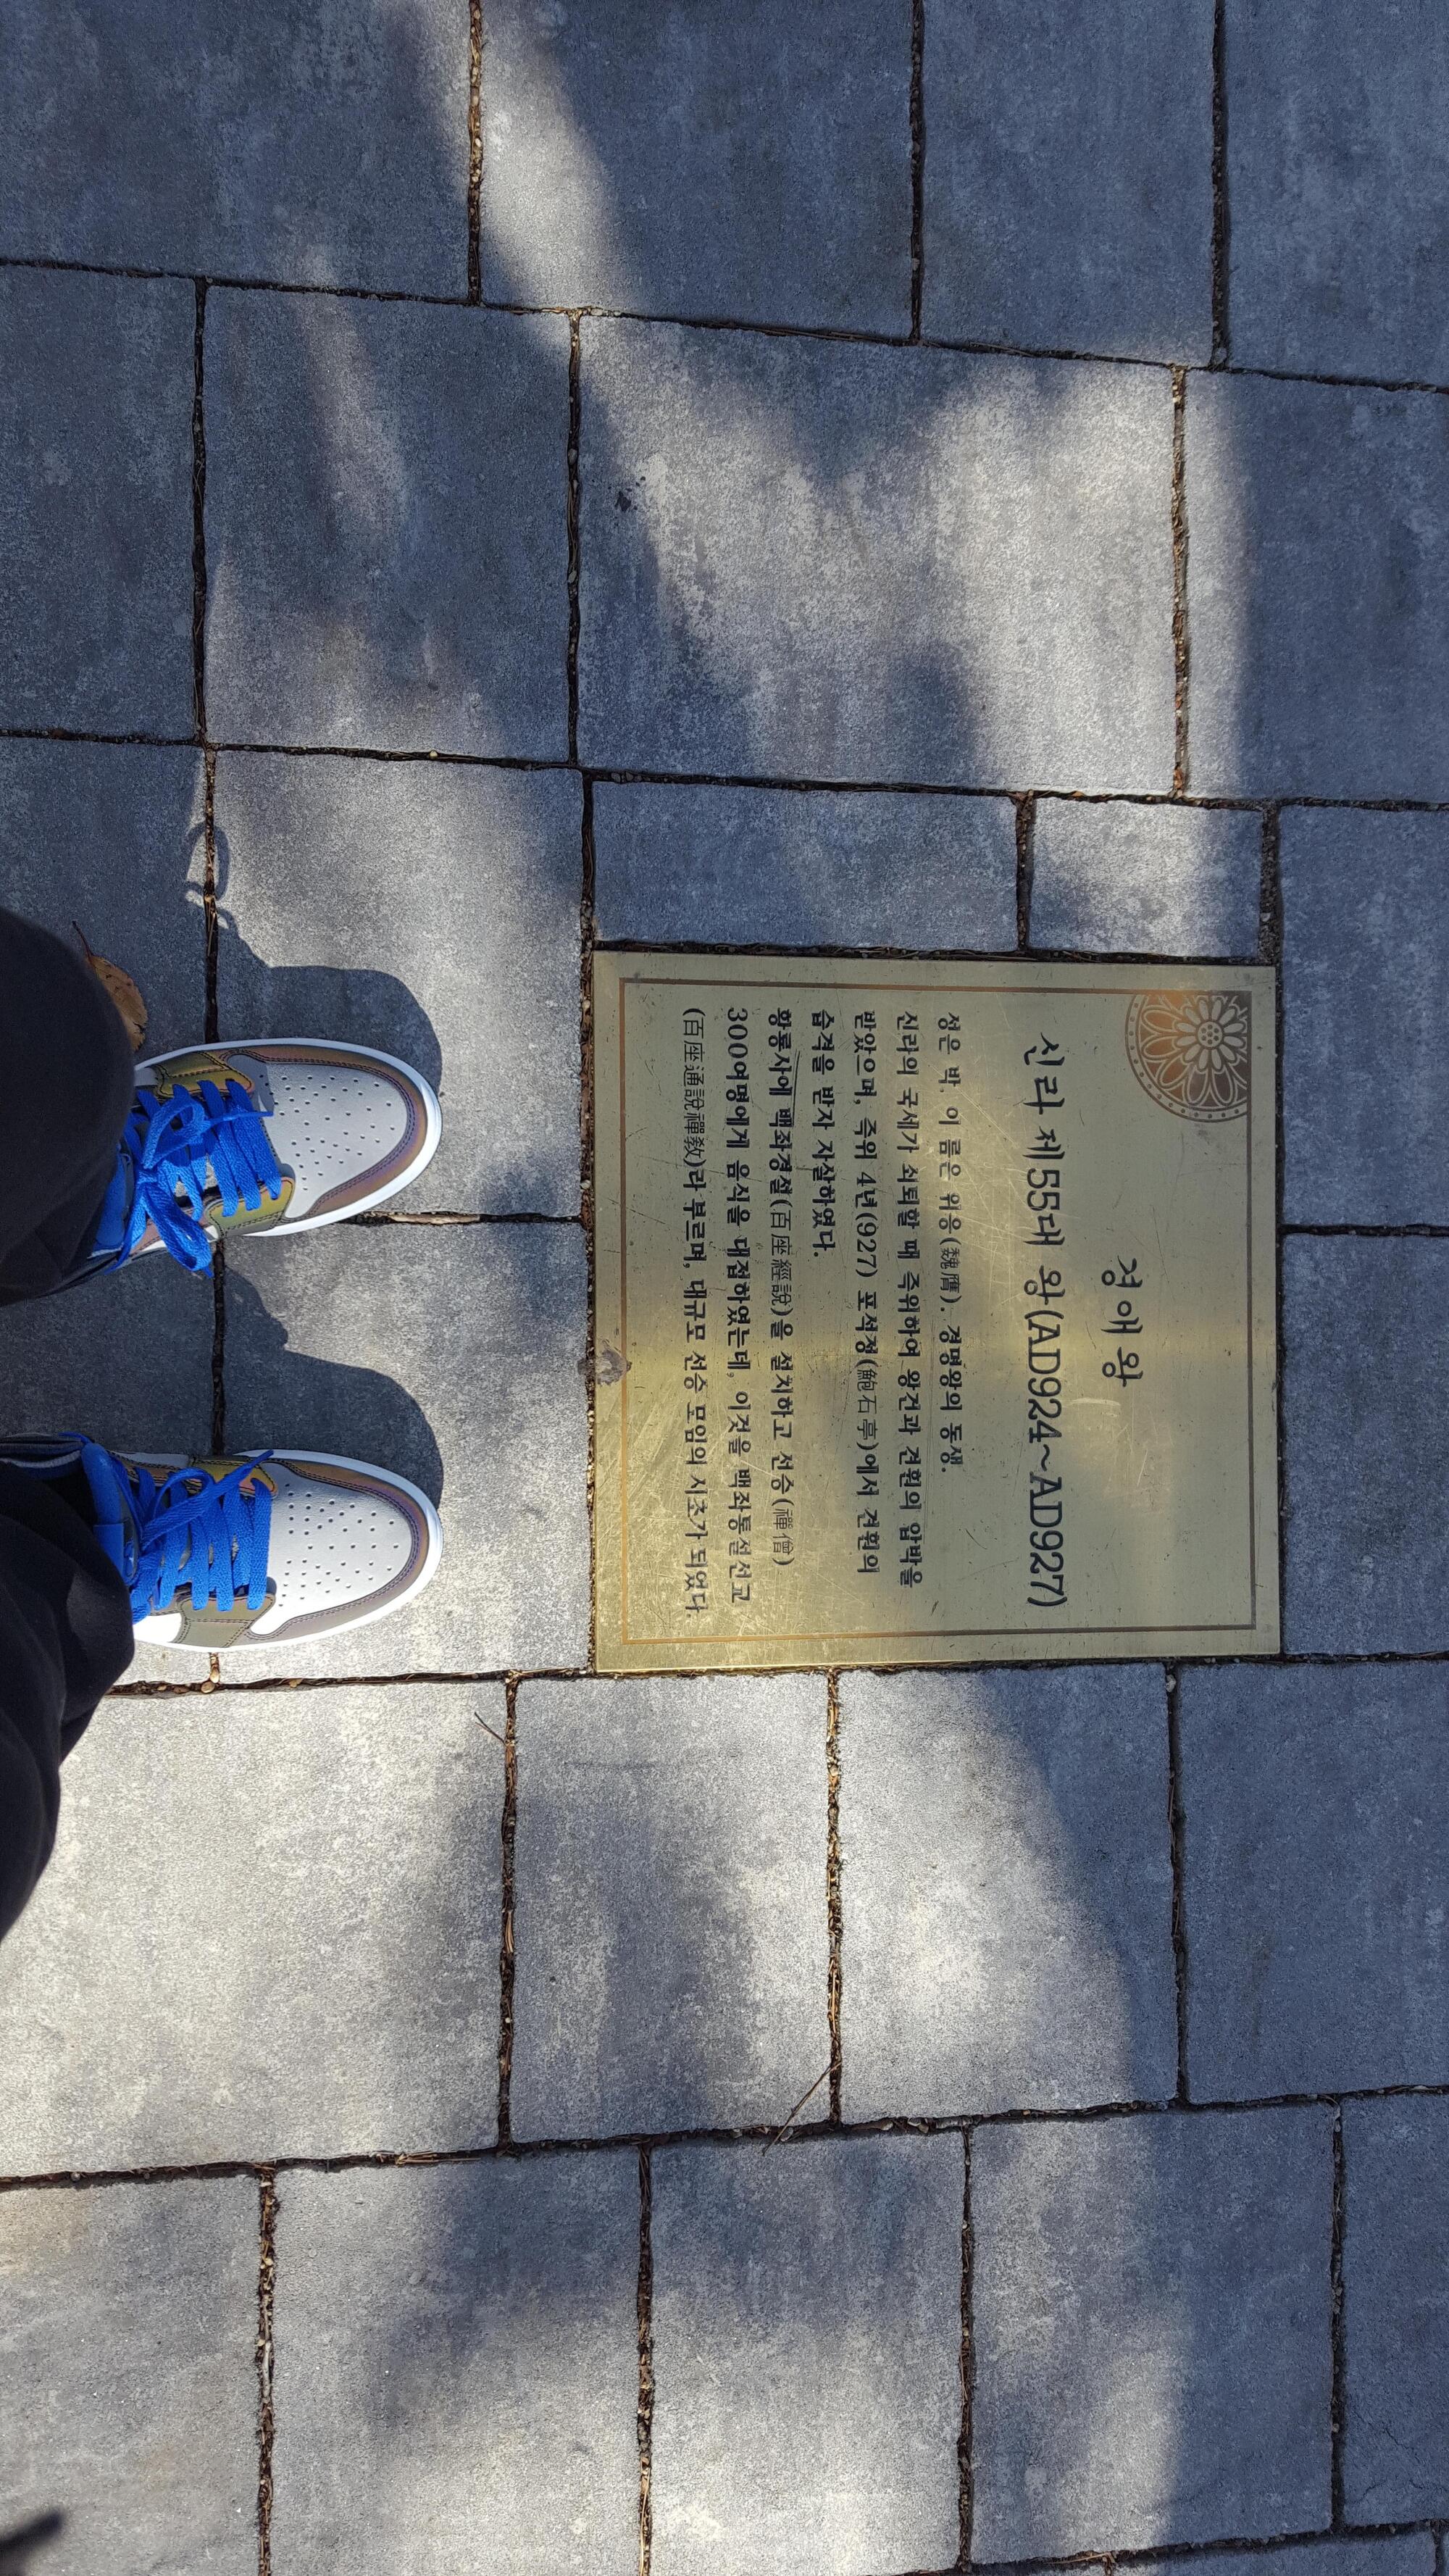 경애왕
신라 제55대 왕(AD924~AD927)
성은 박, 이름은 위응(魏膺). 경명왕의 동생.
신라의 국세가 쇠퇴할 때 즉위하여 왕건과 견훤의 압박을
받았으며, 즉위 4년(927) 포석정(鮑石亭)에서 견훤의
습격을 받자 자살하였다.
황룡사에 백좌경설(百座經說)을 설치하고 선승(禪僧)
300여명에게 음식을 대접하였는데, 이것을 백좌통설선교
(百座通說禪敎)라 부르며, 대규모 선승 모임의 시초가 되었다.